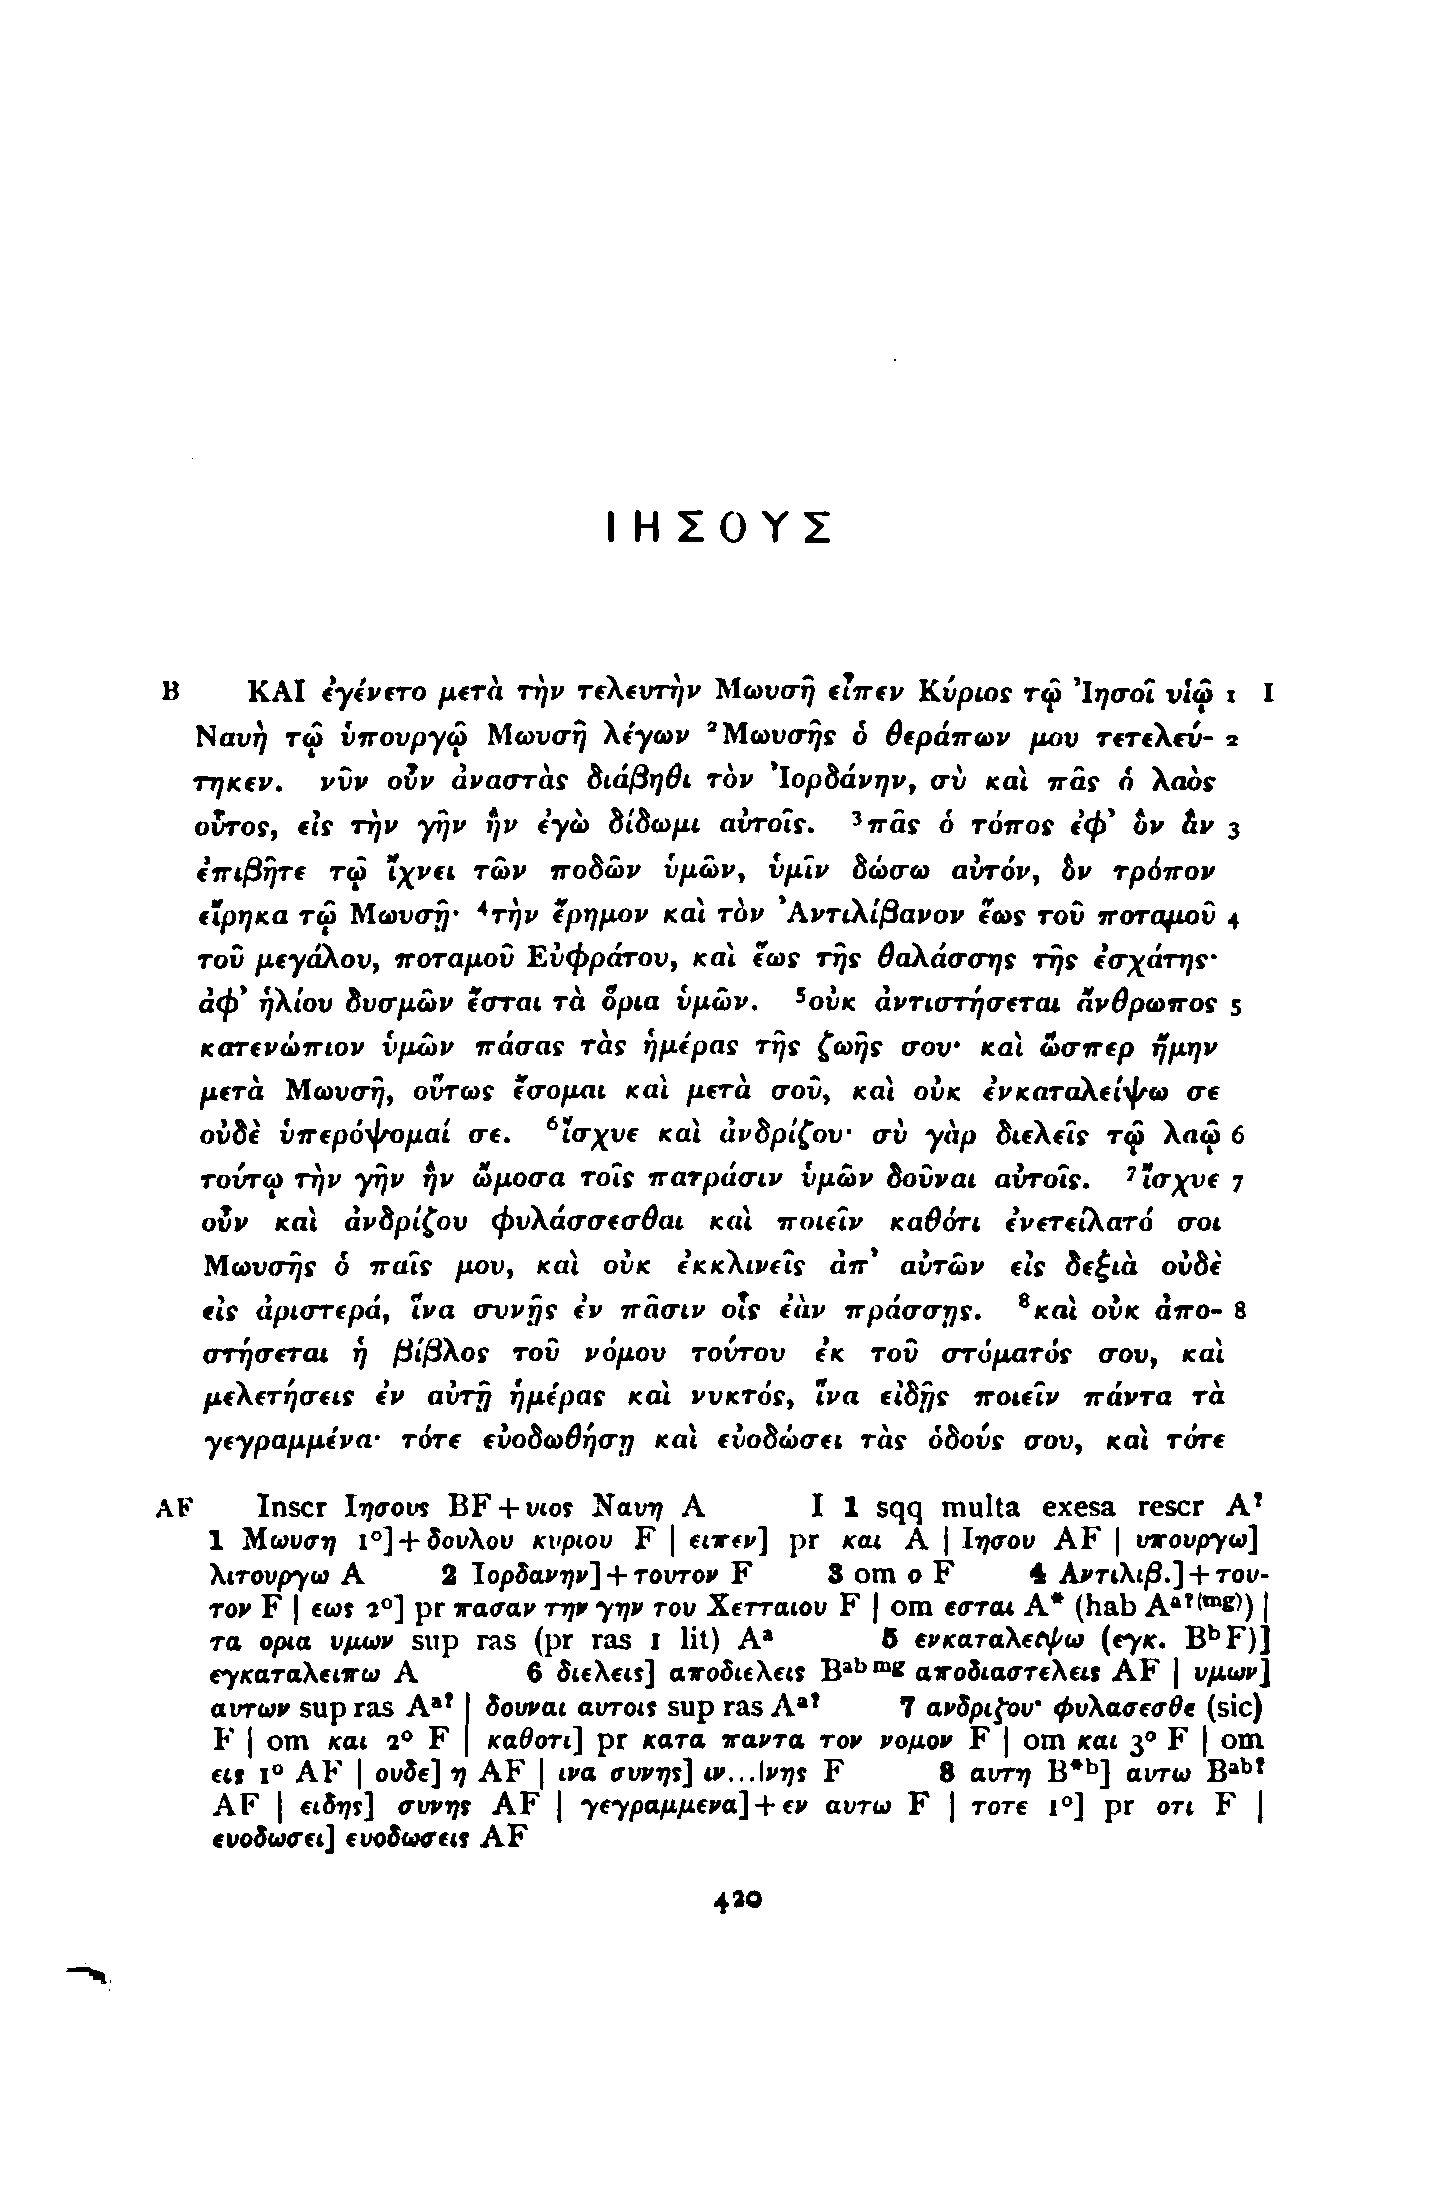 ΙΗΣΟΥΣ
B ΚΑΙ ἐγένετο μετὰ τὴν τελευτὴν Μωυσῆ εἶπεν Κύριος τῷ Ἰησοῖ υἱῷ 1 I
Ναυὴ τῷ ὑπουργῷ Μωυσῆ λέγων ²Μωυσῆς ὁ θεράπων μου τετελεύ- 2
τηκεν. νῦν οὖν ἀναστὰς διάβηθι τὸν Ἰορδάνην, σὺ καὶ πᾶς ὁ λαὸς
οὗτος, εἰς τὴν γῆν ἣν ἐγὼ δίδωμι αὐτοῖς. ³πᾶς ὁ τόπος ἐφ᾽ ὃν ἂν 3
ἐπιβῆτε τῷ ἴχνει τῶν ποδῶν ὑμῶν, ὑμῖν δώσω αὐτόν, ὃν τρόπον
εἴρηκα τῷ Μωυσῇ· ⁴τὴν ἔρημον καὶ τὸν Ἀντιλίβανον ἕως τοῦ ποταμοῦ 4
τοῦ μεγάλου, ποταμοῦ Εὐφράτου, καὶ ἕως τῆς θαλάσσης τῆς ἐσχάτης·
ἀφ᾽ ἡλίου δυσμῶν ἔσται τὰ ὅρια ὑμῶν. ⁵οὐκ ἀντιστήσεται ἄνθρωπος 5
κατενώπιον ὑμῶν πάσας τὰς ἡμέρας τῆς ζωῆς σου· καὶ ὥσπερ ἤμην
μετὰ Μωυσῆ, οὕτως ἔσομαι καὶ μετὰ σοῦ, καὶ οὐκ ἐνκαταλείψω σε
οὐδὲ ὑπερόψομαί σε. ⁶ἴσχυε καὶ ἀνδρίζου· σὺ γὰρ διελεῖς τῷ λαῷ 6
τούτῳ τὴν γῆν ἣν ὤμοσα τοῖς πατράσιν ὑμῶν δοῦναι αὐτοῖς. ⁷ἴσχυε 7
οὖν καὶ ἀνδρίζου φυλάσσεσθαι καὶ ποιεῖν καθότι ἐνετείλατό σοι
Μωυσῆς ὁ παῖς μου, καὶ οὐκ ἐκκλινεῖς ἀπ᾽ αὐτῶν εἰς δεξιὰ οὐδὲ
εἰς ἀριστερά, ἵνα συνῇς ἐν πᾶσιν οἷς ἐὰν πράσσῃς. ⁸καὶ οὐκ ἀπο- 8
στήσεται ἡ βίβλος τοῦ νόμου τούτου ἐκ τοῦ στόματός σου, καὶ
μελετήσεις ἐν αὐτῇ ἡμέρας καὶ νυκτός, ἵνα εἰδῇς ποιεῖν πάντα τὰ
γεγραμμένα· τότε εὐοδωθήσῃ καὶ εὐοδώσει τὰς ὁδούς σου, καὶ τότε
AF Inscr Ιησους BF + υιος Ναυη A I 1 sqq multa exesa rescr A?
1 Μωυση 1°] + δουλου κυριου F | ειπεν] pr και A | Ιησου AF | υπουργω]
λιτουργω A 2 Ιορδανην] + τουτον F 3 om ο F 4 Αντιλιβ.] + του-
τον F | εως 2°] pr πασαν την γην του Χετταιου F | om εσται A* (hab Aa?(mg)) |
τα ορια υμων sup ras (pr ras 1 lit) Aa 5 ενκαταλειψω (εγκ. BbF)]
εγκαταλειπω A 6 διελεις] αποδιελεις Bab mg αποδιαστελεις AF | υμων]
αυτων sup ras Aa? | δουναι αυτοις sup ras Aa? 7 ανδριζου· φυλασεσθε (sic)
F | om και 2° F | καθοτι] pr κατα παντα τον νομον F | om και 3° F | om
εις 1° AF | ουδε] η AF | ινα συνης] ιν...|νης F 8 αυτη B*b] αυτω Bab?
AF | ειδης] συνης AF | γεγραμμενα] + εν αυτω F | τοτε 1°] pr οτι F |
ευοδωσει] ευοδωσεις AF
420